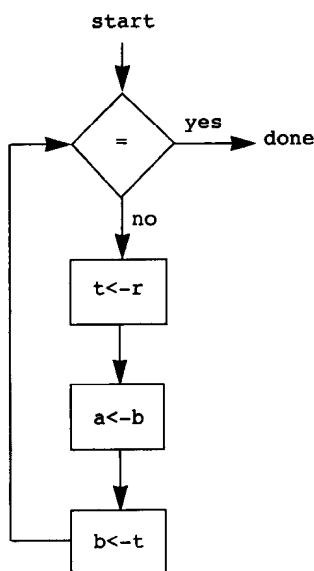 start
=
yes
done
no
t<-r
a<-b
b<-t